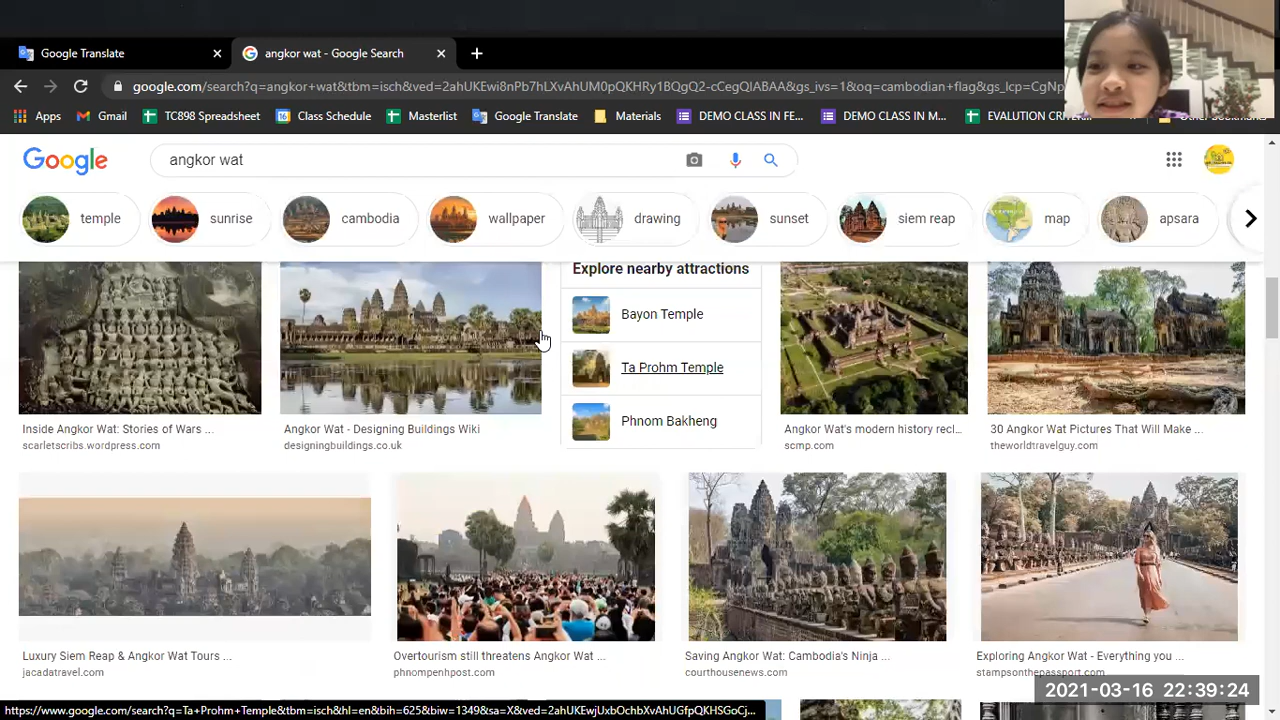 Google Translate
angkor wat - Google Search
google.com/search?q=angkor+wat&tbm=isch&ved=2ahUKEwi8nPb7hLXvAhUM0pQKHRy1BQgQ2-cCegQIABAA&gs_ivs=1&oq=cambodian+flag&gs_lcp=CgNp
Apps
Gmail
TC898 Spreadsheet
Class Schedule
Masterlist
Google Translate
Materials
DEMO CLASS IN FE...
DEMO CLASS IN M...
Google
angkor wat
temple
sunrise
cambodia
wallpaper
drawing
sunset
siem reap
map
apsara
Explore nearby attractions
Bayon Temple
Ta Prohm Temple
Phnom Bakheng
Inside Angkor Wat: Stories of Wars ...
scarletscribs.wordpress.com
Angkor Wat - Designing Buildings Wiki
designingbuildings.co.uk
Angkor Wat's modern history recl...
scmp.com
30 Angkor Wat Pictures That Will Make ...
theworldtravelguy.com
Luxury Siem Reap & Angkor Wat Tours ...
jacadatravel.com
Overtourism still threatens Angkor Wat ...
phnompenhpost.com
Saving Angkor Wat: Cambodia's Ninja ...
courthousenews.com
Exploring Angkor Wat - Everything you ...
stampsonthepassport.com
2021-03-16 22:39:24
https://www.google.com/search?q=Ta+Prohm+Temple&tbm=isch&hl=en&bih=625&biw=1349&sa=X&ved=2ahUKEwjUxbOchbXvAhUGfpQKHSGoCj...